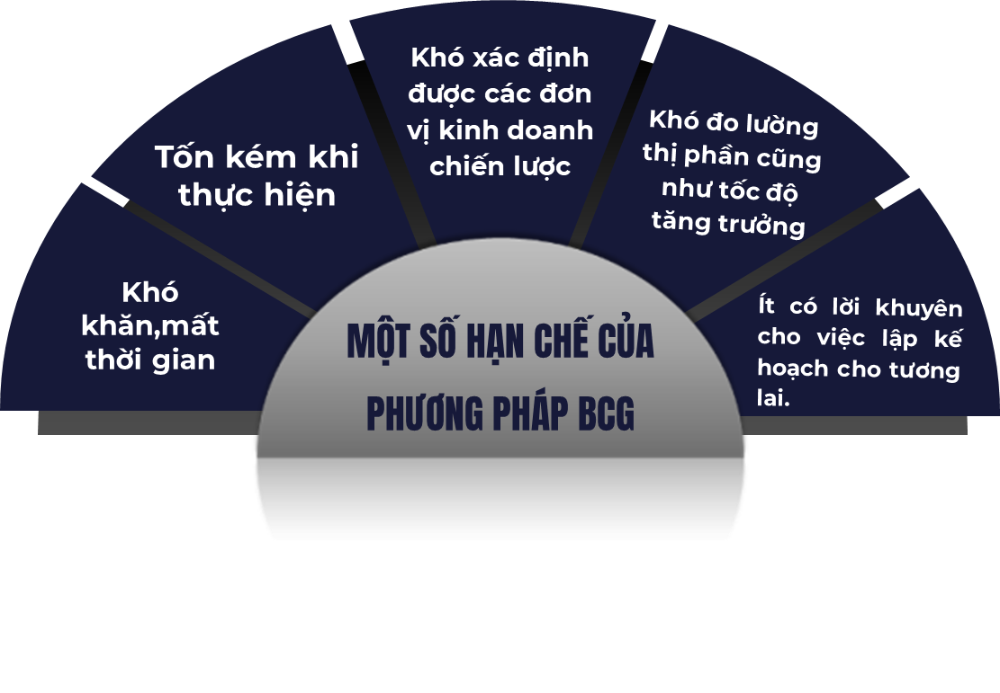 Khó
khăn,mất
thời gian
Tốn kém khi
thực hiện
Khó xác định
được các đơn
vị kinh doanh
chiến lược
Khó đo lường
thị phần cũng
như tốc độ
tăng trưởng
Ít có lời khuyên
cho việc lập kế
hoạch cho tương
lai.
MỘT SỐ HẠN CHẾ CỦA
PHƯƠNG PHÁP BCG